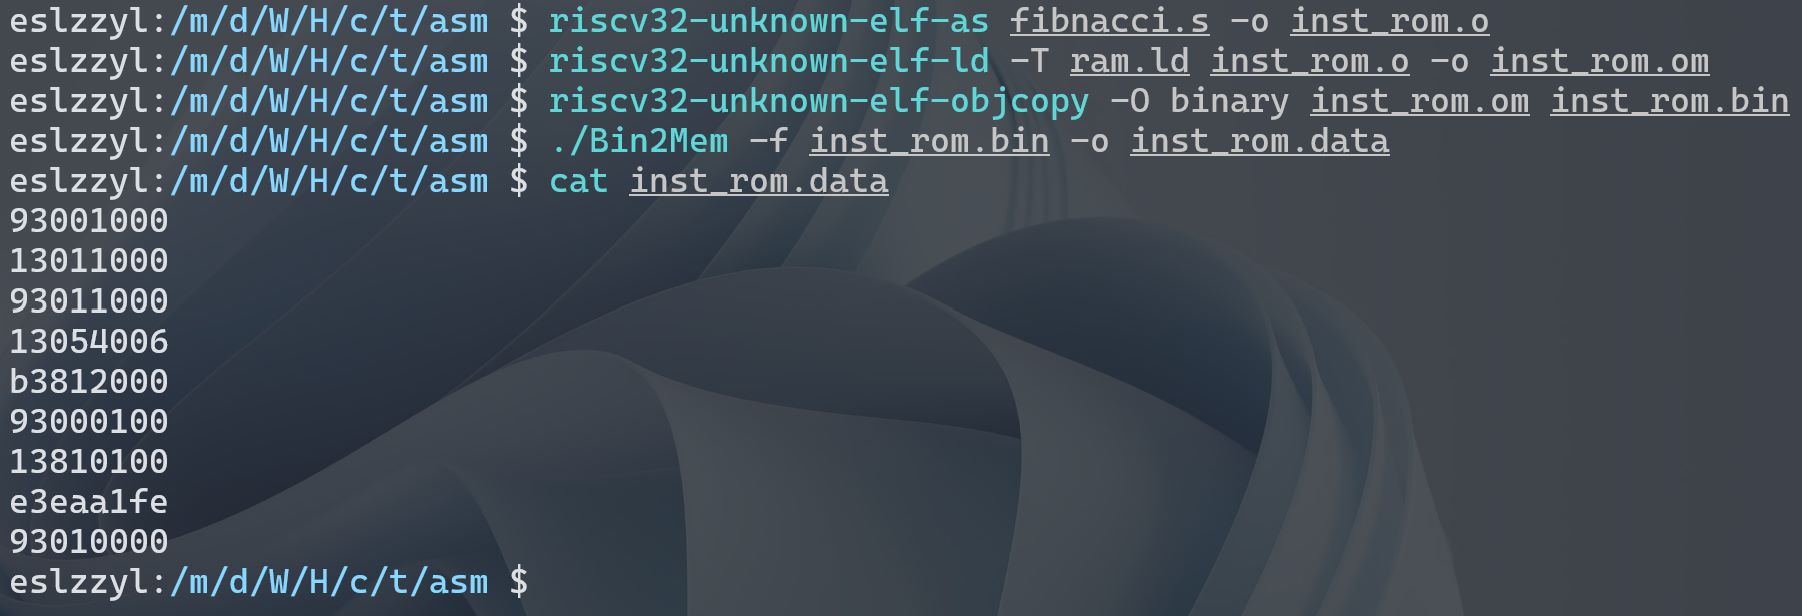 eslzzyl:/m/d/W/H/c/t/asm $ riscv32-unknown-elf-as fibnacci.s -o inst_rom.o
eslzzyl:/m/d/W/H/c/t/asm $ riscv32-unknown-elf-ld -T ram.ld inst_rom.o -o inst_rom.om
eslzzyl:/m/d/W/H/c/t/asm $ riscv32-unknown-elf-objcopy -O binary inst_rom.om inst_rom.bin
eslzzyl:/m/d/W/H/c/t/asm $ ./Bin2Mem -f inst_rom.bin -o inst_rom.data
eslzzyl:/m/d/W/H/c/t/asm $ cat inst_rom.data
93001000
13011000
93011000
13054006
b3812000
93000100
13810100
e3eaa1fe
93010000
eslzzyl:/m/d/W/H/c/t/asm $